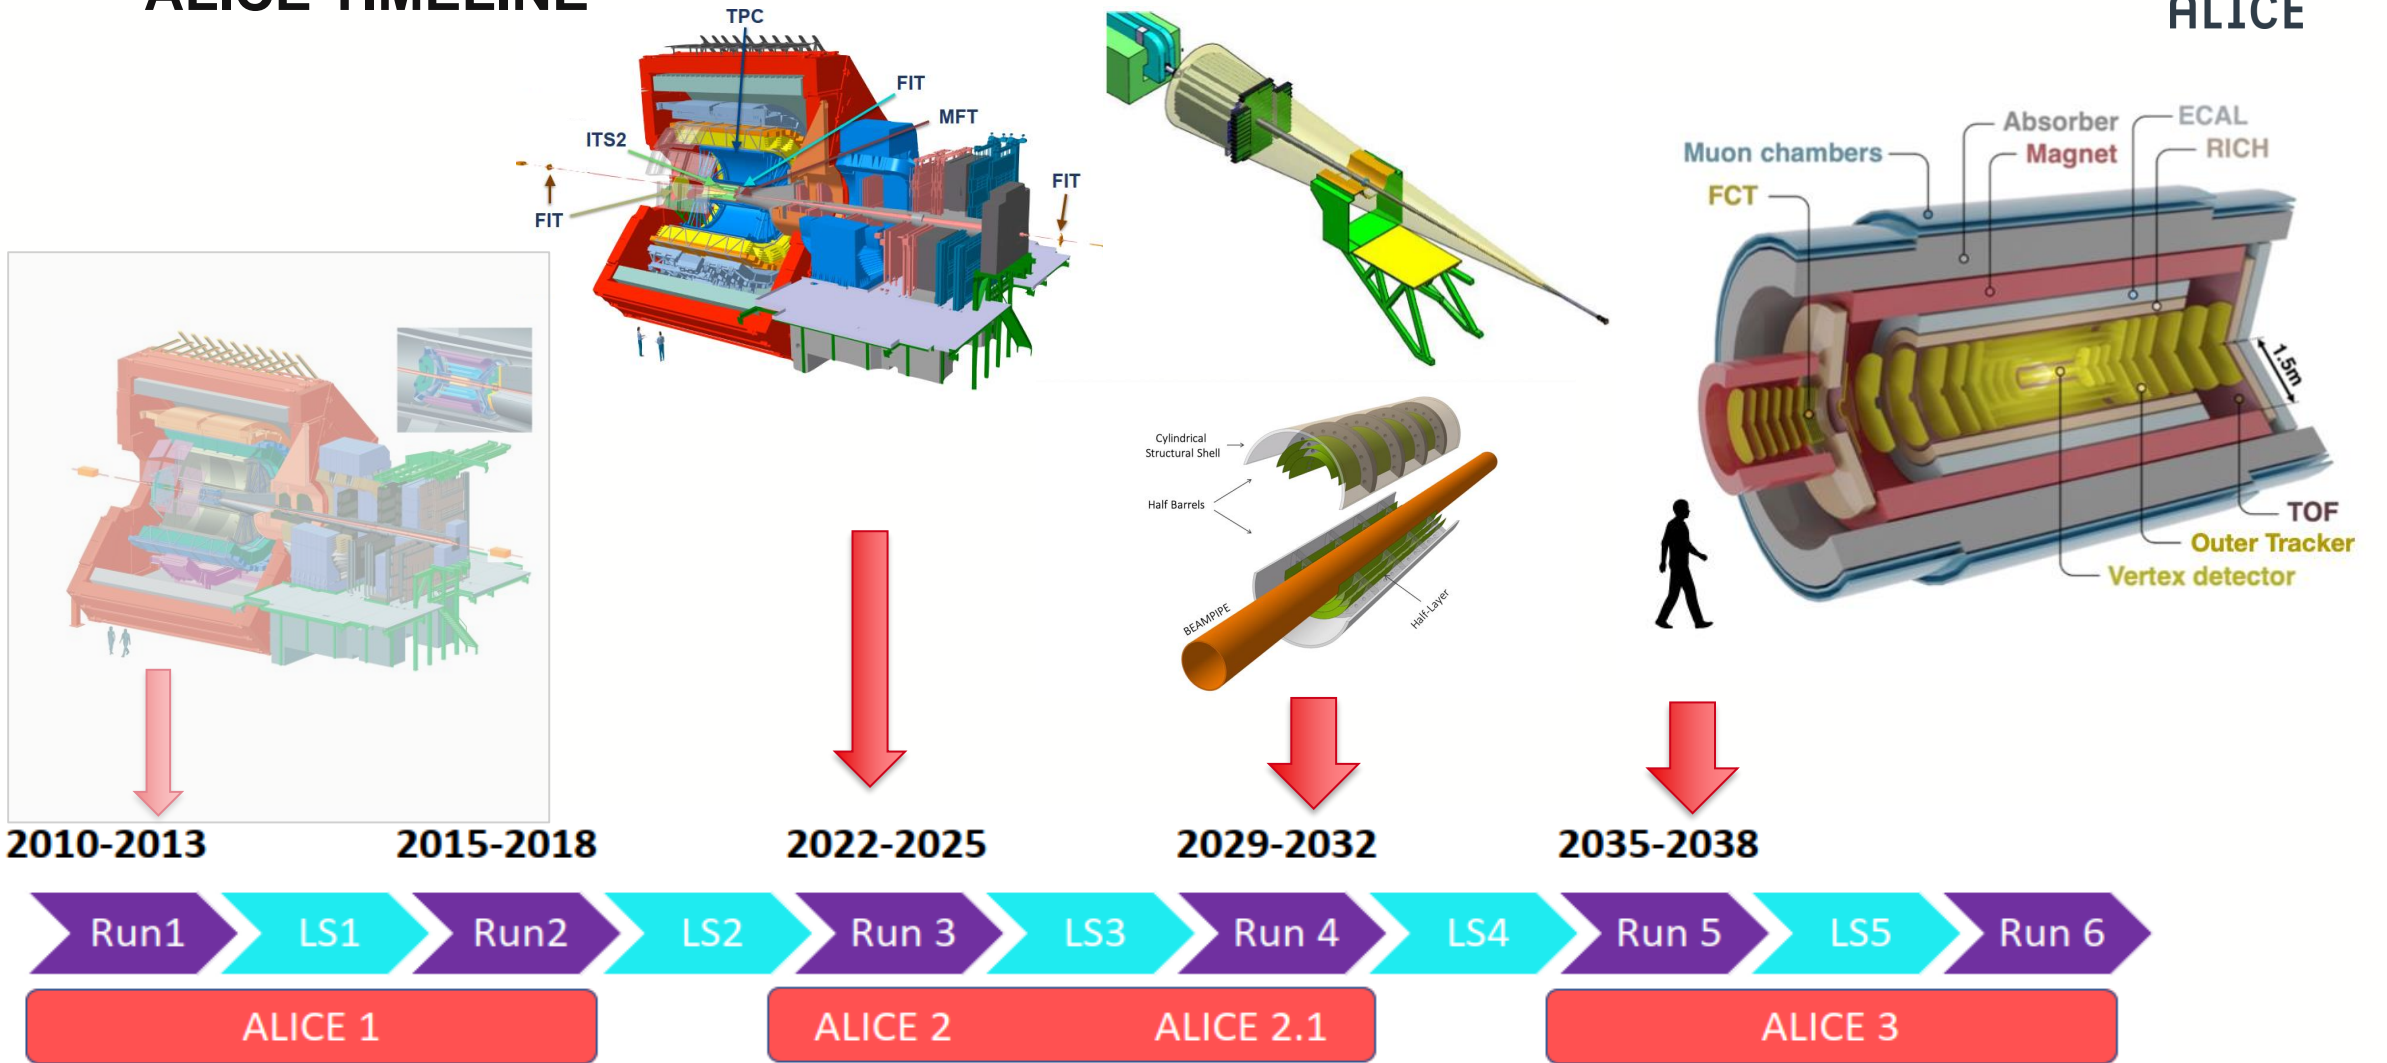 ALICE TIMELINE
ALICE
TPC
FIT
MFT
ITS2
FIT
FIT
Absorber
ECAL
Muon chambers
Magnet
RICH
FCT
1.5m
TOF
Outer Tracker
Vertex detector
Cylindrical
Structural Shell
Half Barrels
BEAMPIPE
Half-Layer
2010-2013
2015-2018
2022-2025
2029-2032
2035-2038
Run1
LS1
Run2
LS2
Run 3
LS3
Run 4
LS4
Run 5
LS5
Run 6
ALICE 1
ALICE 2
ALICE 2.1
ALICE 3